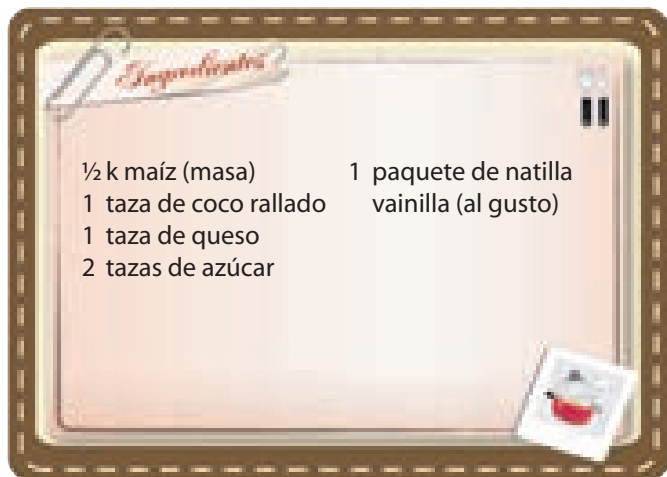 Ingredientes
½ k maíz (masa)
1 taza de coco rallado
1 taza de queso
2 tazas de azúcar
1 paquete de natilla
vainilla (al gusto)